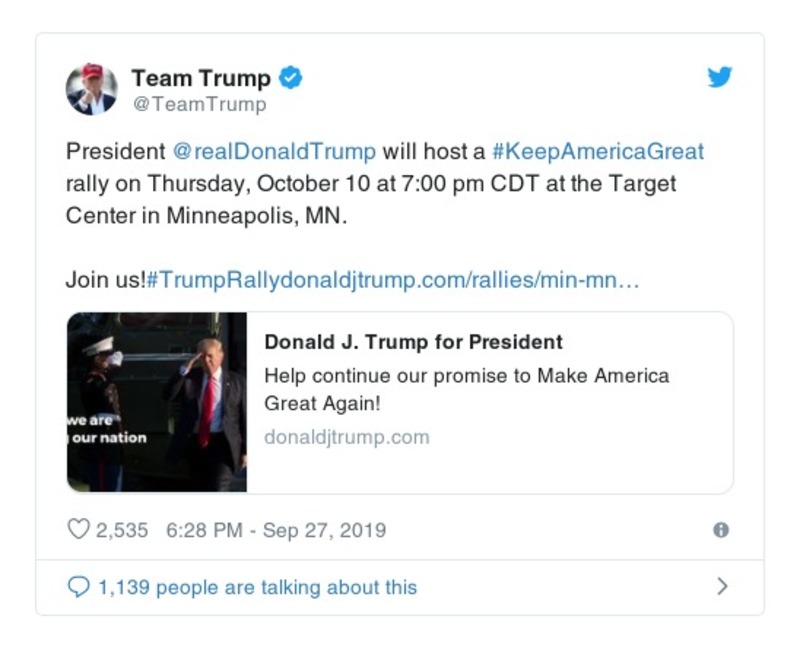 Team Trump
@TeamTrump
President @realDonaldTrump will host a #KeepAmericaGreat
rally on Thursday, October 10 at 7:00 pm CDT at the Target
Center in Minneapolis, MN.
Join us!#TrumpRallydonaldjtrump.com/rallies/min-mn…
we are
our nation
Donald J. Trump for President
Help continue our promise to Make America
Great Again!
donaldjtrump.com
2,535 6:28 PM - Sep 27, 2019
1,139 people are talking about this